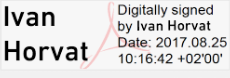 Ivan
Horvat
Digitally signed
by Ivan Horvat
Date: 2017.08.25
10:16:42 +02'00'